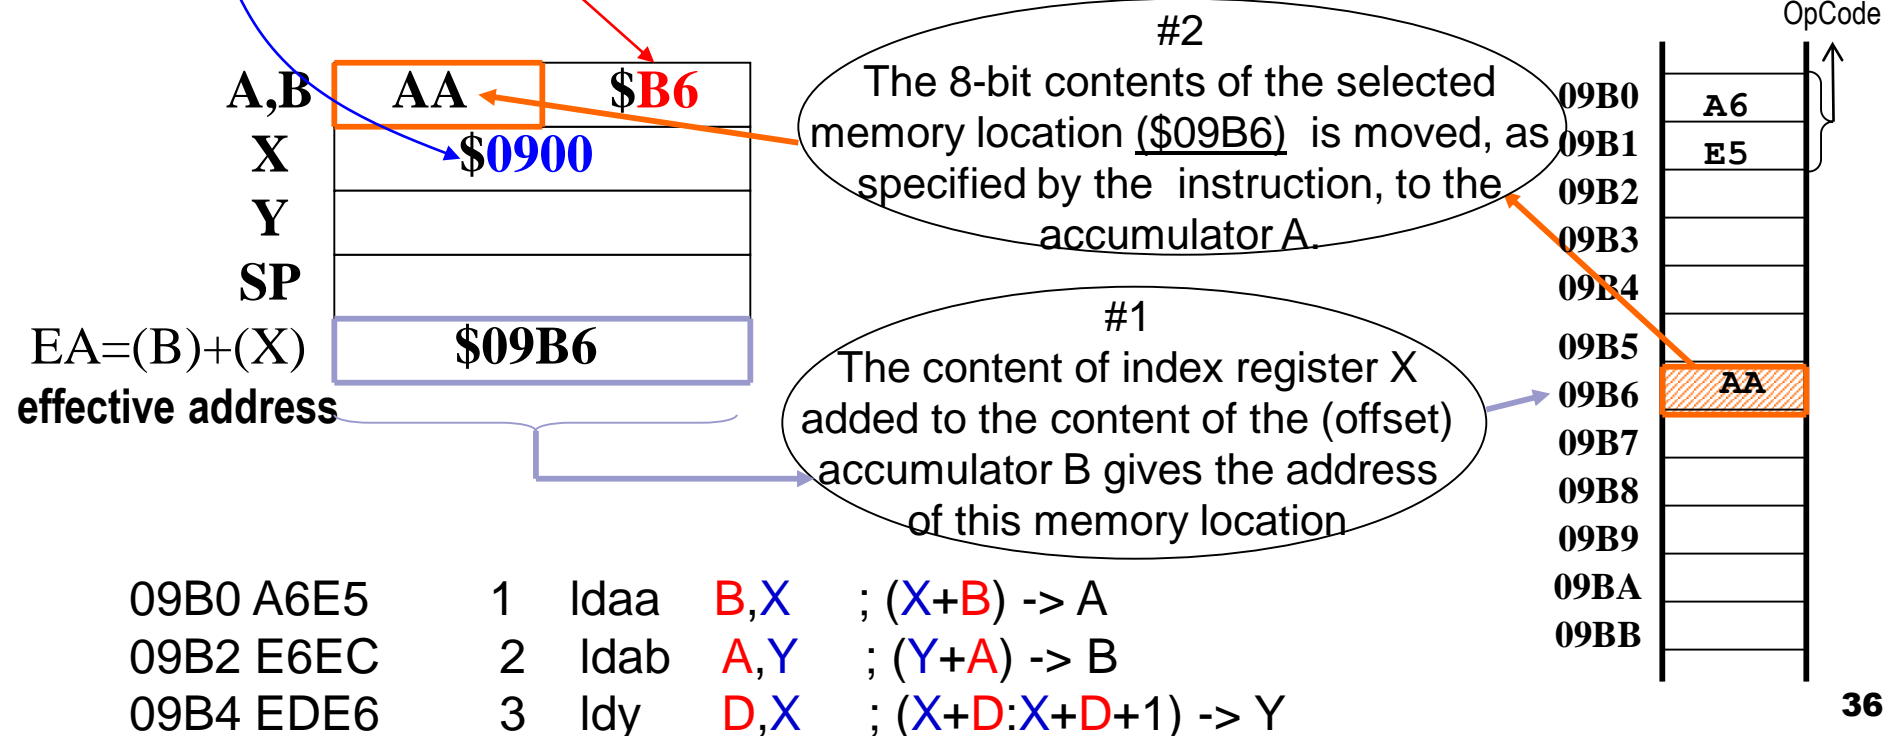 OpCode
A,B AA $B6
X $0900
Y
SP
EA=(B)+(X) $09B6
effective address
#2
The 8-bit contents of the selected
memory location ($09B6) is moved, as
specified by the instruction, to the
accumulator A.
#1
The content of index register X
added to the content of the (offset)
accumulator B gives the address
of this memory location
09B0 A6
09B1 E5
09B2
09B3
09B4
09B5
09B6 AA
09B7
09B8
09B9
09BA
09BB
09B0 A6E5 1 ldaa B,X ; (X+B) -> A
09B2 E6EC 2 ldab A,Y ; (Y+A) -> B
09B4 EDE6 3 ldy D,X ; (X+D:X+D+1) -> Y
36